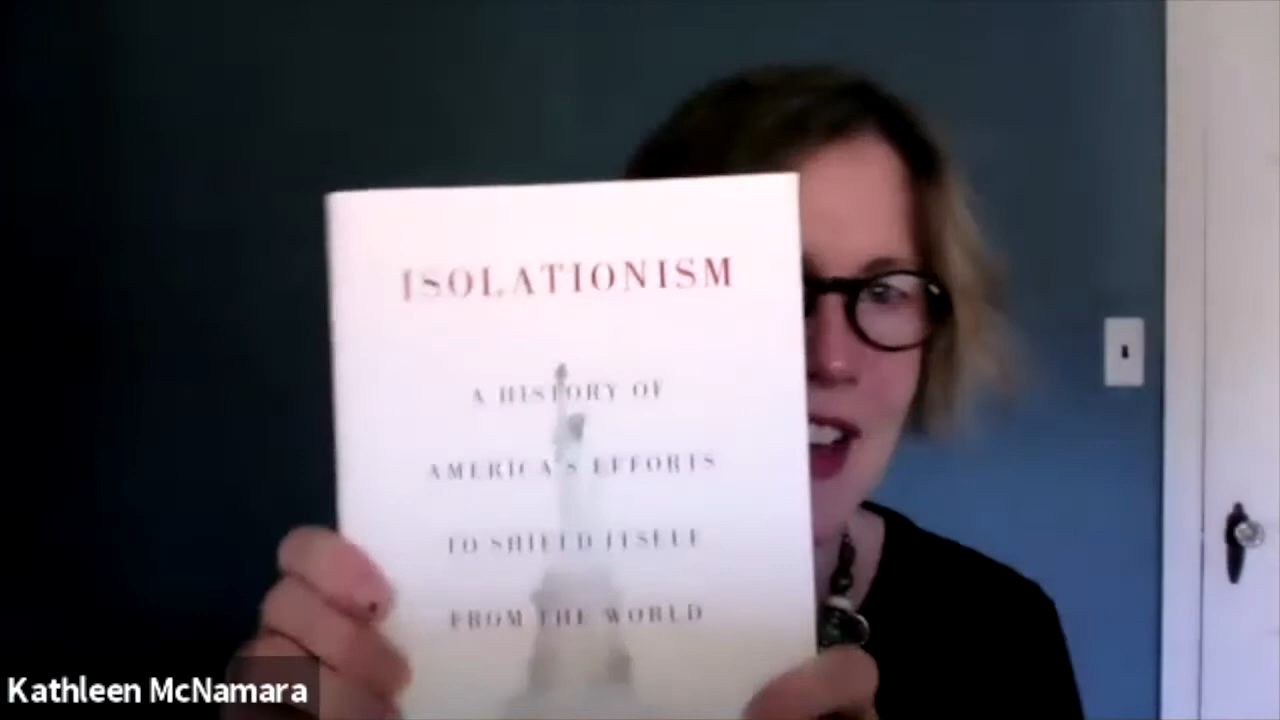 ISOLATIONISM
A HISTORY OF
AMERICA'S EFFORTS
TO SHIELD ITSELF
FROM THE WORLD
Kathleen McNamara